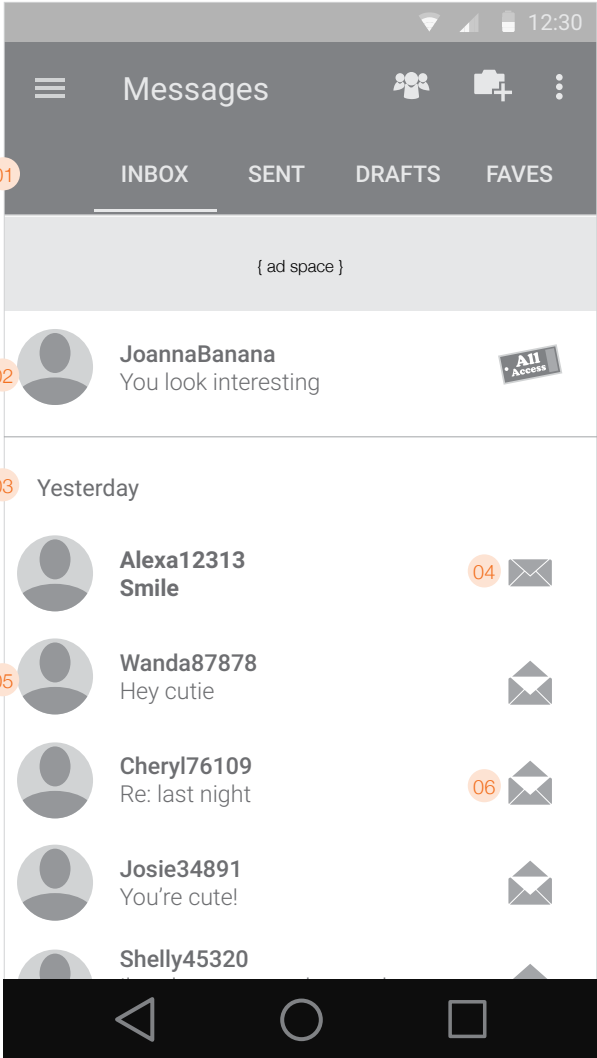 12:30
Messages
01
INBOX SENT DRAFTS FAVES
{ ad space }
JoannaBanana
You look interesting
All
Access
02
03
Yesterday
Alexa12313
Smile
04
Wanda87878
Hey cutie
05
Cheryl76109
Re: last night
06
Josie34891
You’re cute!
Shelly45320